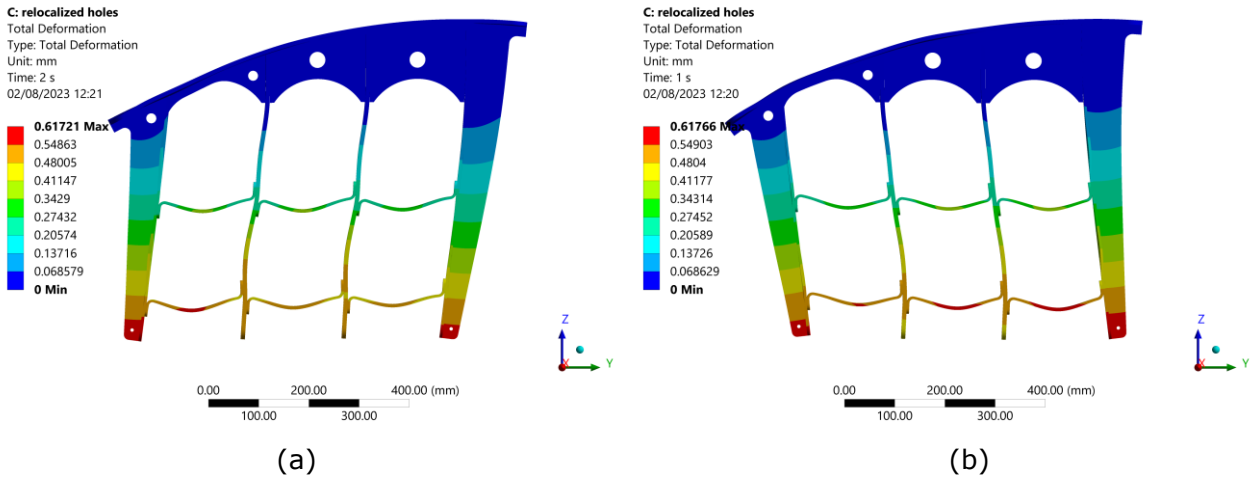 C: relocalized holes
Total Deformation
Type: Total Deformation
Unit: mm
Time: 2 s
02/08/2023 12:21
0.61721 Max
0.54863
0.48005
0.41147
0.3429
0.27432
0.20574
0.13716
0.068579
0 Min
Z
Y
X
0.00 200.00 400.00 (mm)
100.00 300.00
(a)
C: relocalized holes
Total Deformation
Type: Total Deformation
Unit: mm
Time: 1 s
02/08/2023 12:20
0.61766
0.54903
0.4804
0.41177
0.34314
0.27452
0.20589
0.13726
0.068629
0 Min
Z
Y
X
0.00 200.00 400.00 (mm)
100.00 300.00
(b)